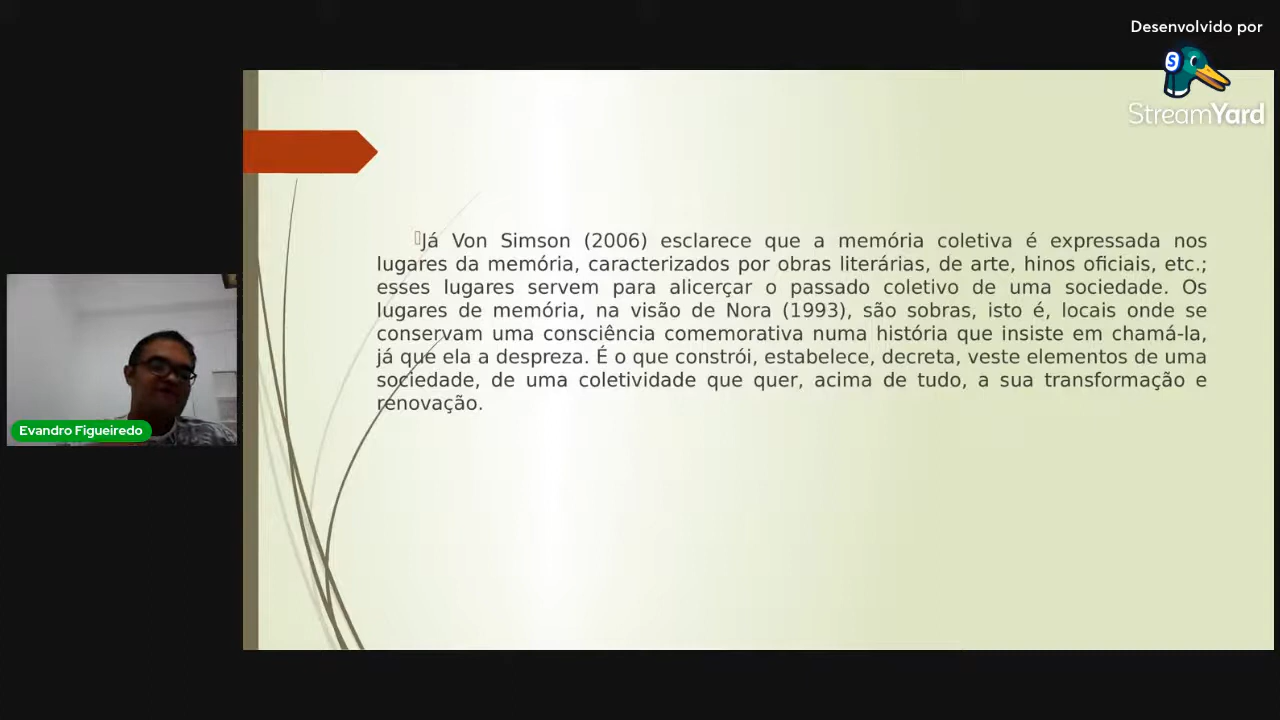 Desenvolvido por
S
StreamYard
Já Von Simson (2006) esclarece que a memória coletiva é expressada nos
lugares da memória, caracterizados por obras literárias, de arte, hinos oficiais, etc.;
esses lugares servem para alicerçar o passado coletivo de uma sociedade. Os
lugares de memória, na visão de Nora (1993), são sobras, isto é, locais onde se
conservam uma consciência comemorativa numa história que insiste em chamá-la,
já que ela a despreza. É o que constrói, estabelece, decreta, veste elementos de uma
sociedade, de uma coletividade que quer, acima de tudo, a sua transformação e
renovação.
Evandro Figueiredo